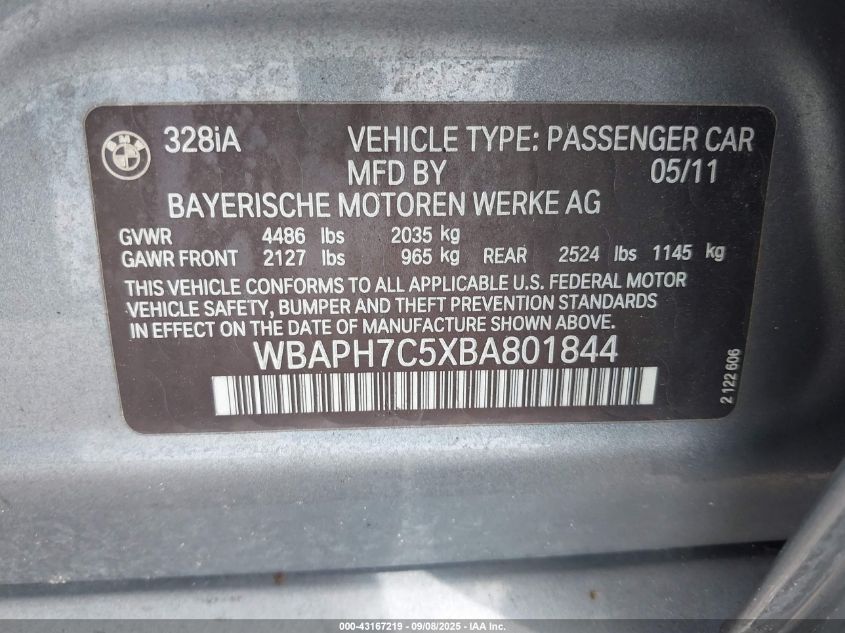 BMW
328iA VEHICLE TYPE: PASSENGER CAR
MFD BY 05/11
BAYERISCHE MOTOREN WERKE AG
GVWR 4486 lbs 2035 kg
GAWR FRONT 2127 lbs 965 kg REAR 2524 lbs 1145 kg
THIS VEHICLE CONFORMS TO ALL APPLICABLE U.S. FEDERAL MOTOR
VEHICLE SAFETY, BUMPER AND THEFT PREVENTION STANDARDS
IN EFFECT ON THE DATE OF MANUFACTURE SHOWN ABOVE.
WBAPH7C5XBA801844
2 122 606
000-43167219 - 09/08/2025 - IAA Inc.